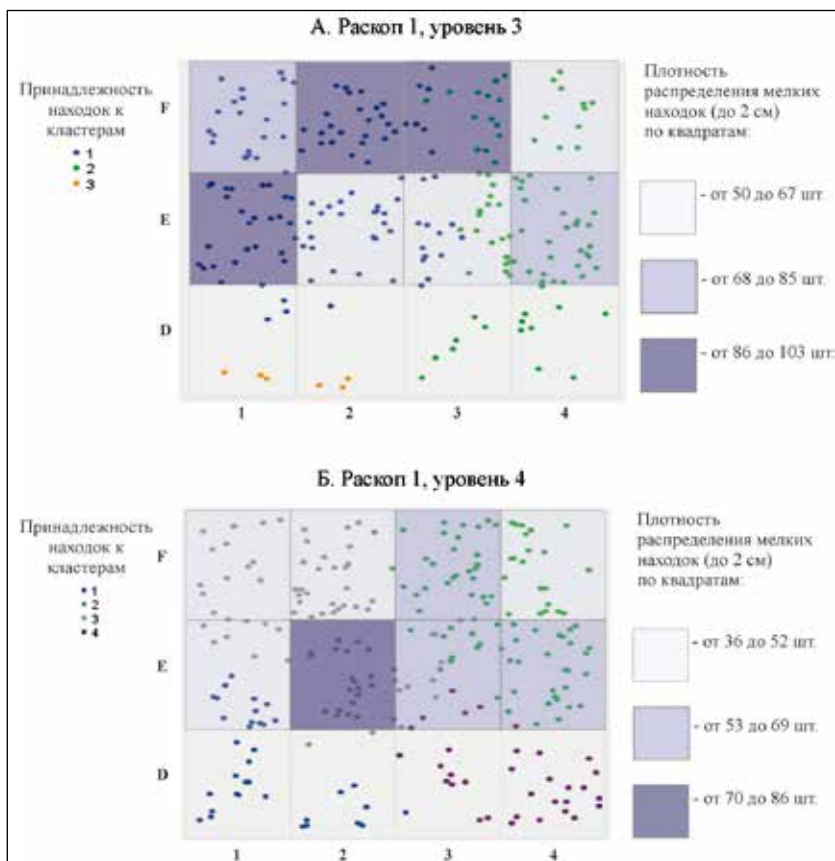 А. Раскоп 1, уровень 3
Принадлежность
находок к
кластерам
1
2
3
F
E
D
1
2
3
4
Плотность
распределения мелких
находок (до 2 см)
по квадратам:
- от 50 до 67 шт.
- от 68 до 85 шт.
- от 86 до 103 шт.
Б. Раскоп 1, уровень 4
Принадлежность
находок к
кластерам
1
2
3
4
F
E
D
1
2
3
4
Плотность
распределения мелких
находок (до 2 см)
по квадратам:
- от 36 до 52 шт.
- от 53 до 69 шт.
- от 70 до 86 шт.